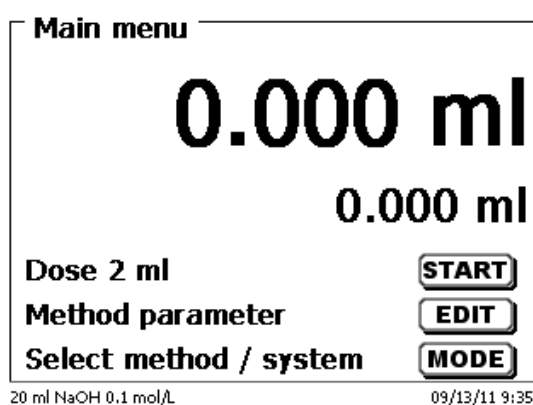 Main menu
0.000 ml
0.000 ml
Dose 2 ml START
Method parameter EDIT
Select method / system MODE
20 ml NaOH 0.1 mol/L 09/13/11 9:35